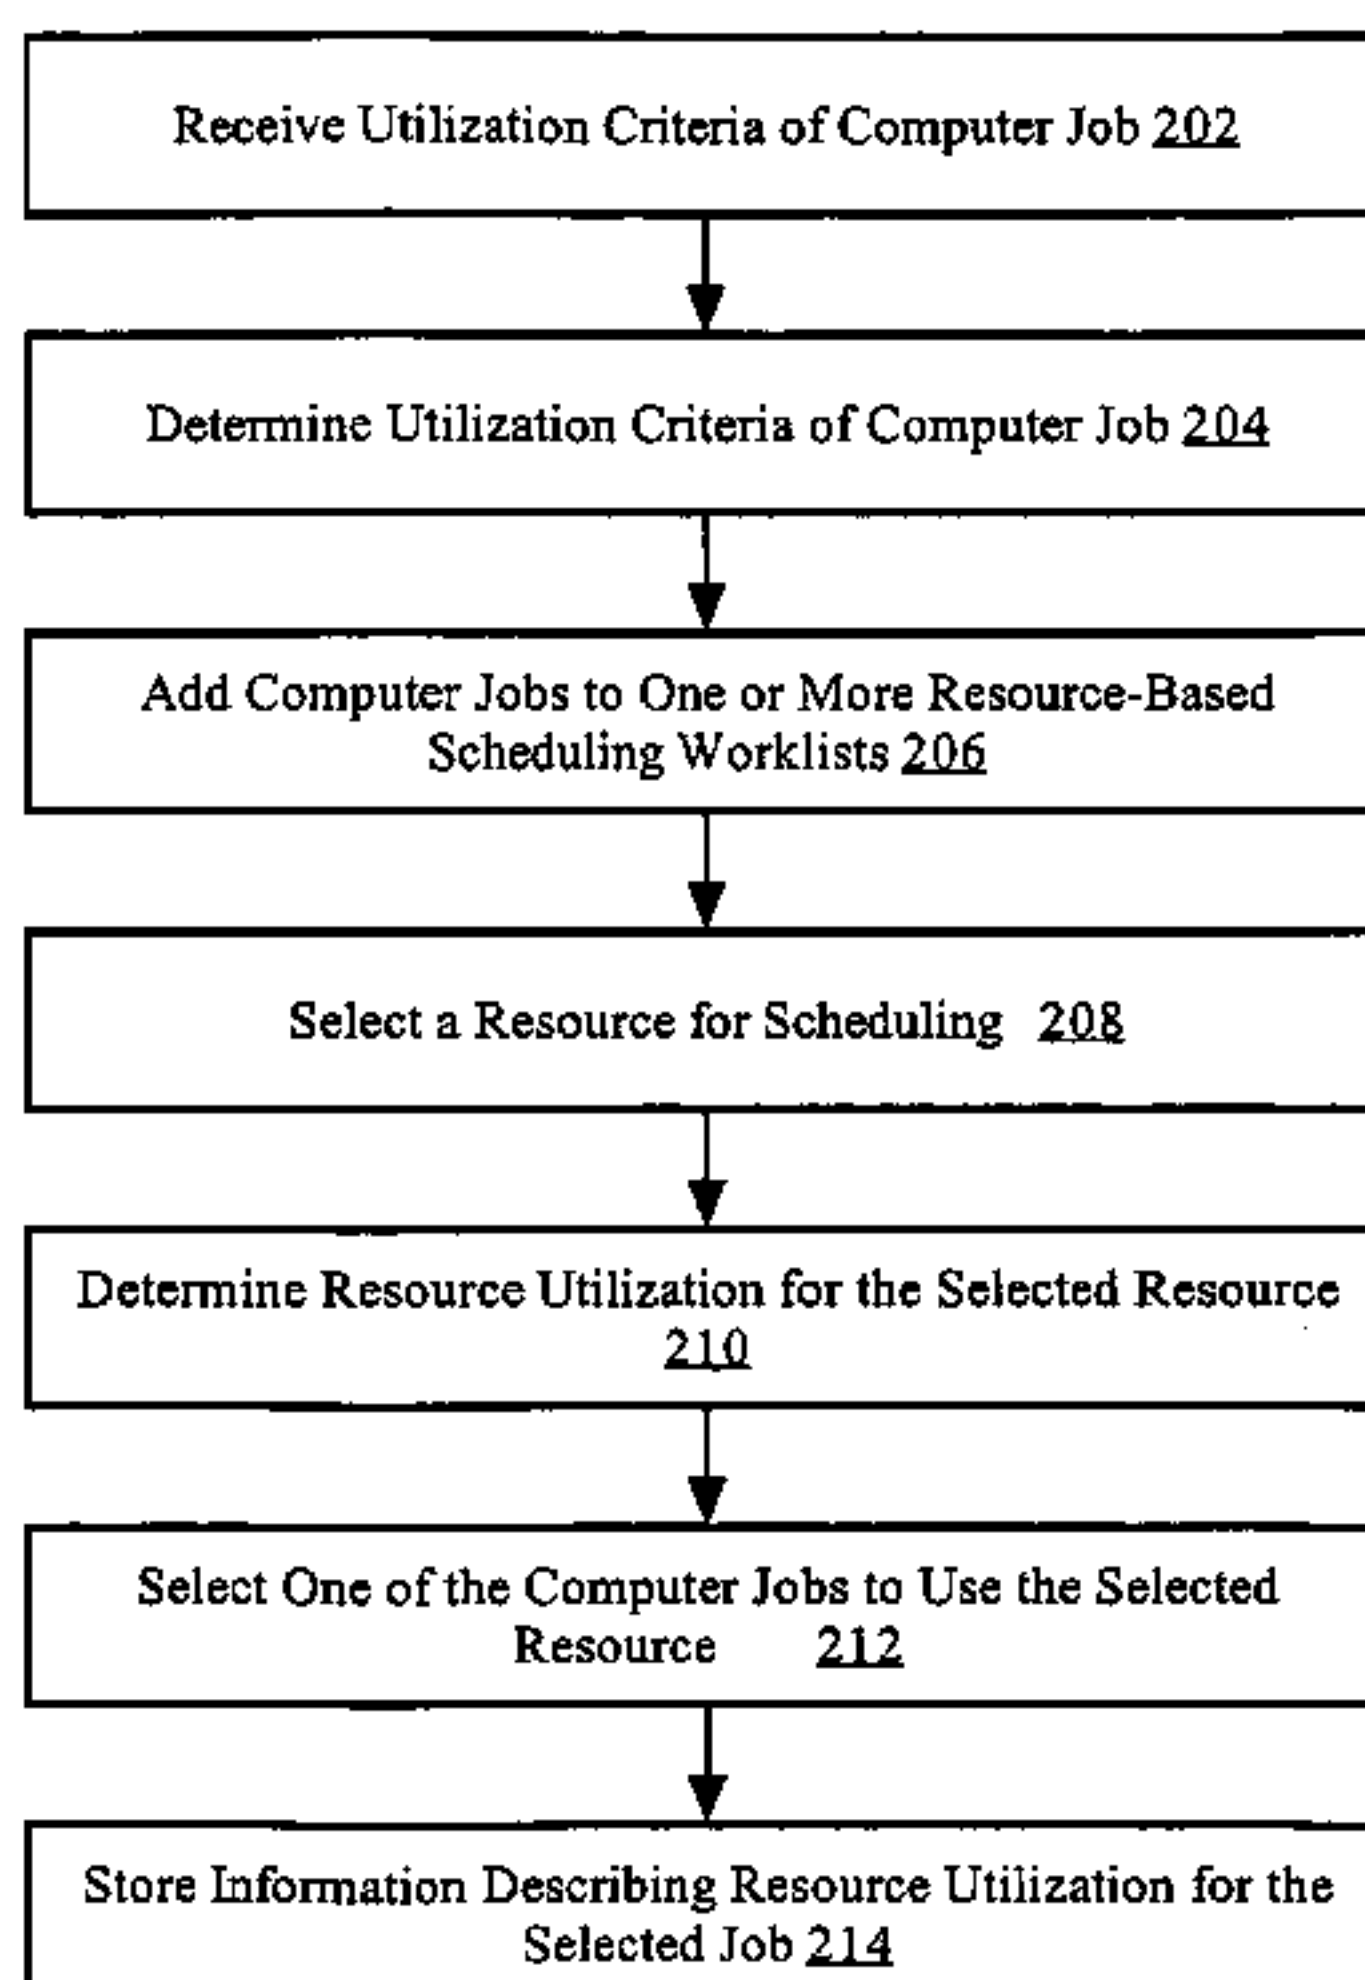 Receive Utilization Criteria of Computer Job 202
Determine Utilization Criteria of Computer Job 204
Add Computer Jobs to One or More Resource-Based
Scheduling Worklists 206
Select a Resource for Scheduling 208
Determine Resource Utilization for the Selected Resource
210
Select One of the Computer Jobs to Use the Selected
Resource 212
Store Information Describing Resource Utilization for the
Selected Job 214